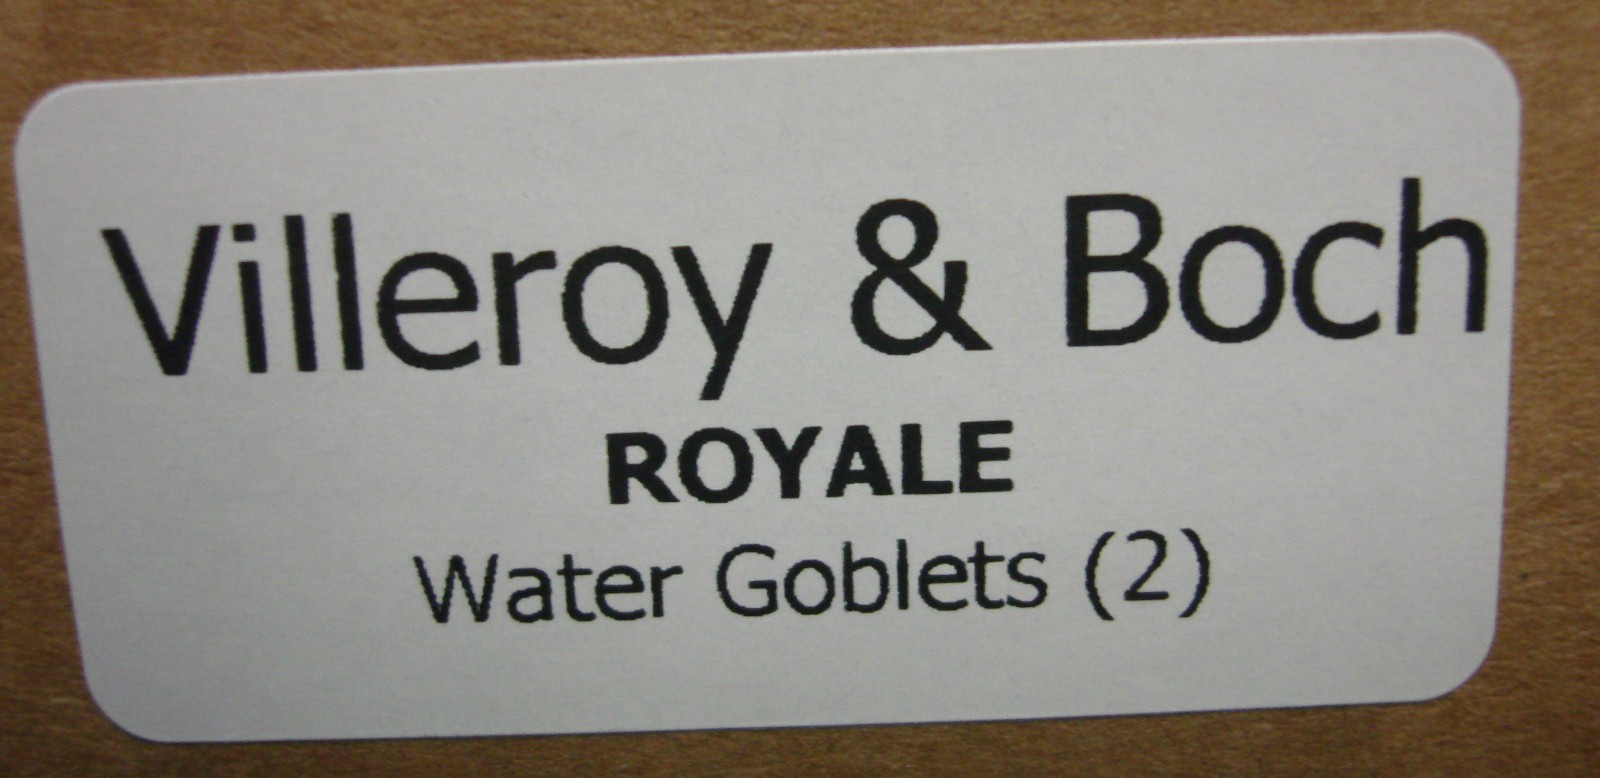 Villeroy & Boch
ROYALE
Water Goblets (2)